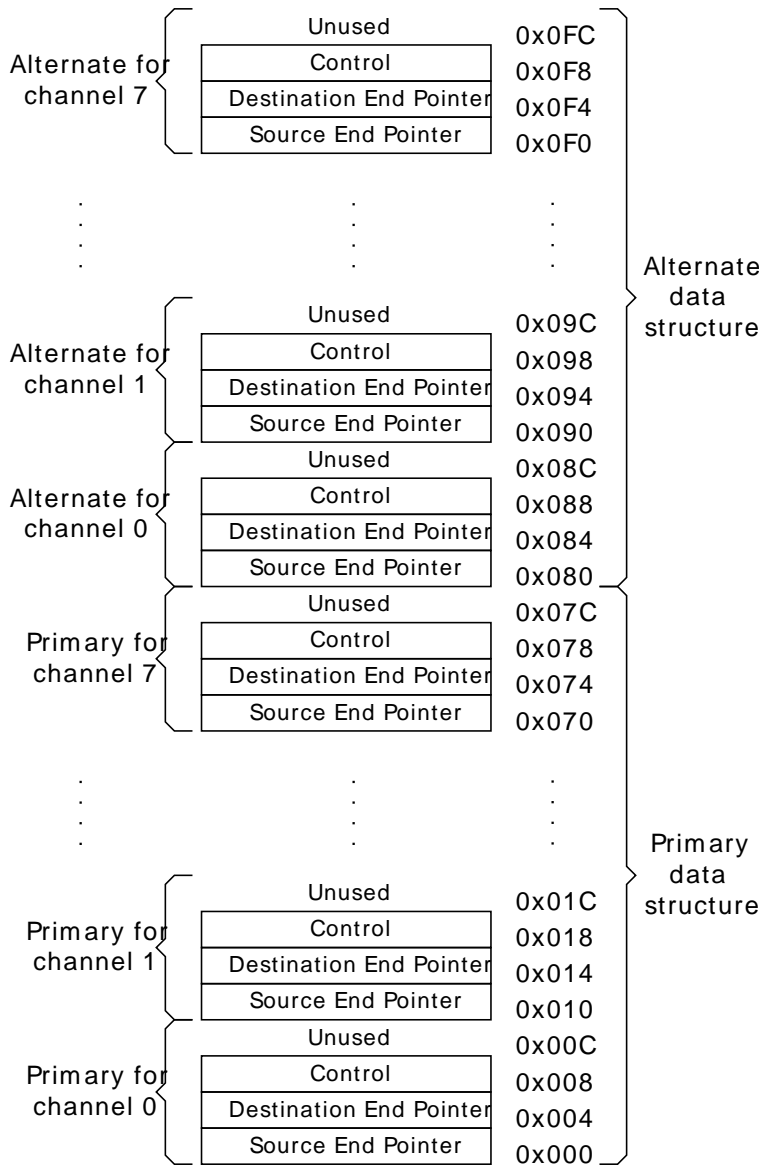 Unused 0x0FC
Alternate for
channel 7
Control 0x0F8
Destination End Pointer 0x0F4
Source End Pointer 0x0F0
. . .
. . .
. . .
. . .
Alternate
data
structure
Unused 0x09C
Alternate for
channel 1
Control 0x098
Destination End Pointer 0x094
Source End Pointer 0x090
Unused 0x08C
Alternate for
channel 0
Control 0x088
Destination End Pointer 0x084
Source End Pointer 0x080
Unused 0x07C
Primary for
channel 7
Control 0x078
Destination End Pointer 0x074
Source End Pointer 0x070
. . .
. . .
. . .
. . .
Primary
data
structure
Unused 0x01C
Primary for
channel 1
Control 0x018
Destination End Pointer 0x014
Source End Pointer 0x010
Unused 0x00C
Primary for
channel 0
Control 0x008
Destination End Pointer 0x004
Source End Pointer 0x000